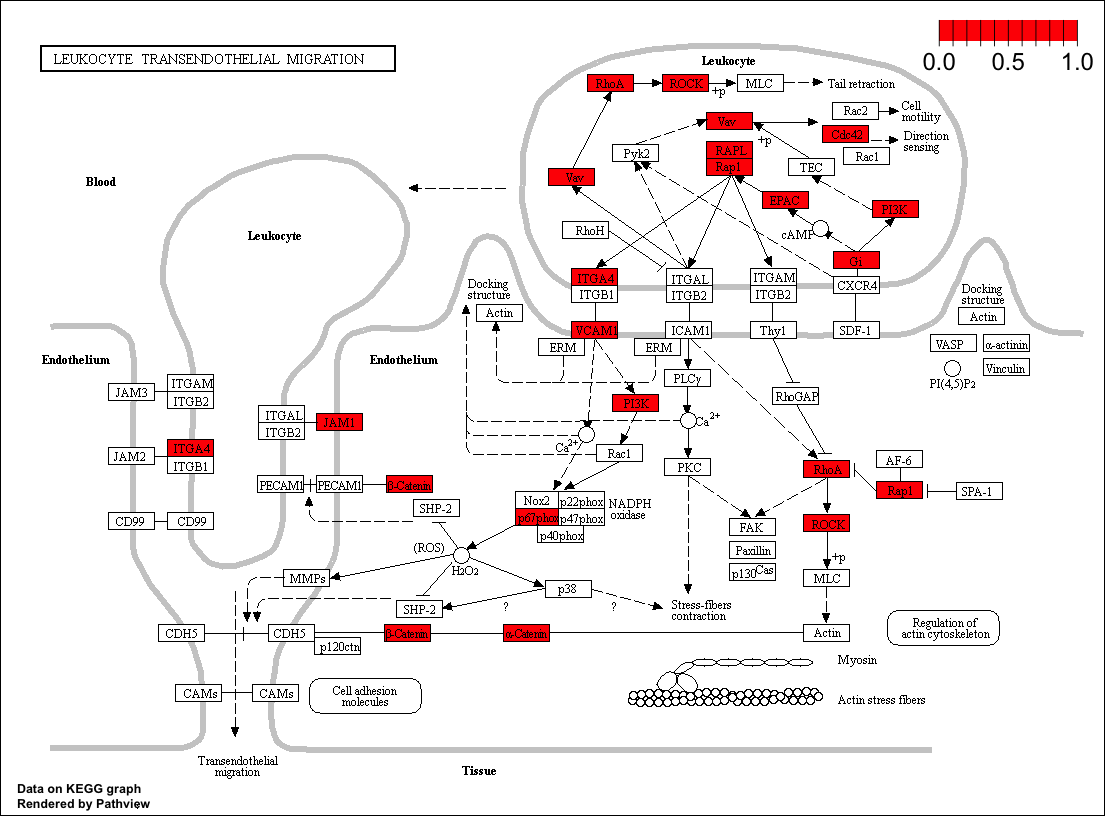 LEUKOCYTE TRANSENDOTHELIAL MIGRATION
0.0 0.5 1.0
Leukocyte
RhoA ROCK +p MLC Tail retraction
Vav +p Rac2 Cell
motility
Cdc42 Direction
sensing
Rac1
Pyk2 RAPL
Rap1 TEC
Blood
Vav
EPAC PI3K
RhoH cAMP
Leukocyte
Gi
ITGA4 ITGAL ITGAM CXCR4
ITGB1 ITGB2 ITGB2
Docking
structure
Actin
Docking
structure
Actin
VCAM1 ICAM1 Thy1 SDF-1
ERM ERM
VASP α-actinin
Vinculin
PI(4,5)P2
Endothelium Endothelium
PLCγ
RhoGAP
JAM3 ITGAM
ITGB2
PI3K
ITGAL JAM1
ITGB2
Ca2+
Ca2+
JAM2 ITGA4
ITGB1
Rac1 PKC RhoA AF-6
Rap1 SPA-1
PECAM1 PECAM1 β-Catenin
Nox2 p22phox NADPH
oxidase
p67phox p47phox
p40phox
SHP-2
CD99 CD99
FAK ROCK
Paxillin
p130Cas
+p
MLC
(ROS)
H2O2
MMPs
p38
SHP-2 ? ? Stress-fibers
contraction
CDH5 CDH5 β-Catenin α-Catenin Actin
p120ctn
Regulation of
actin cytoskeleton
Myosin
CAMs CAMs Cell adhesion
molecules
Actin stress fibers
Transendothelial
migration
Tissue
Data on KEGG graph
Rendered by Pathview